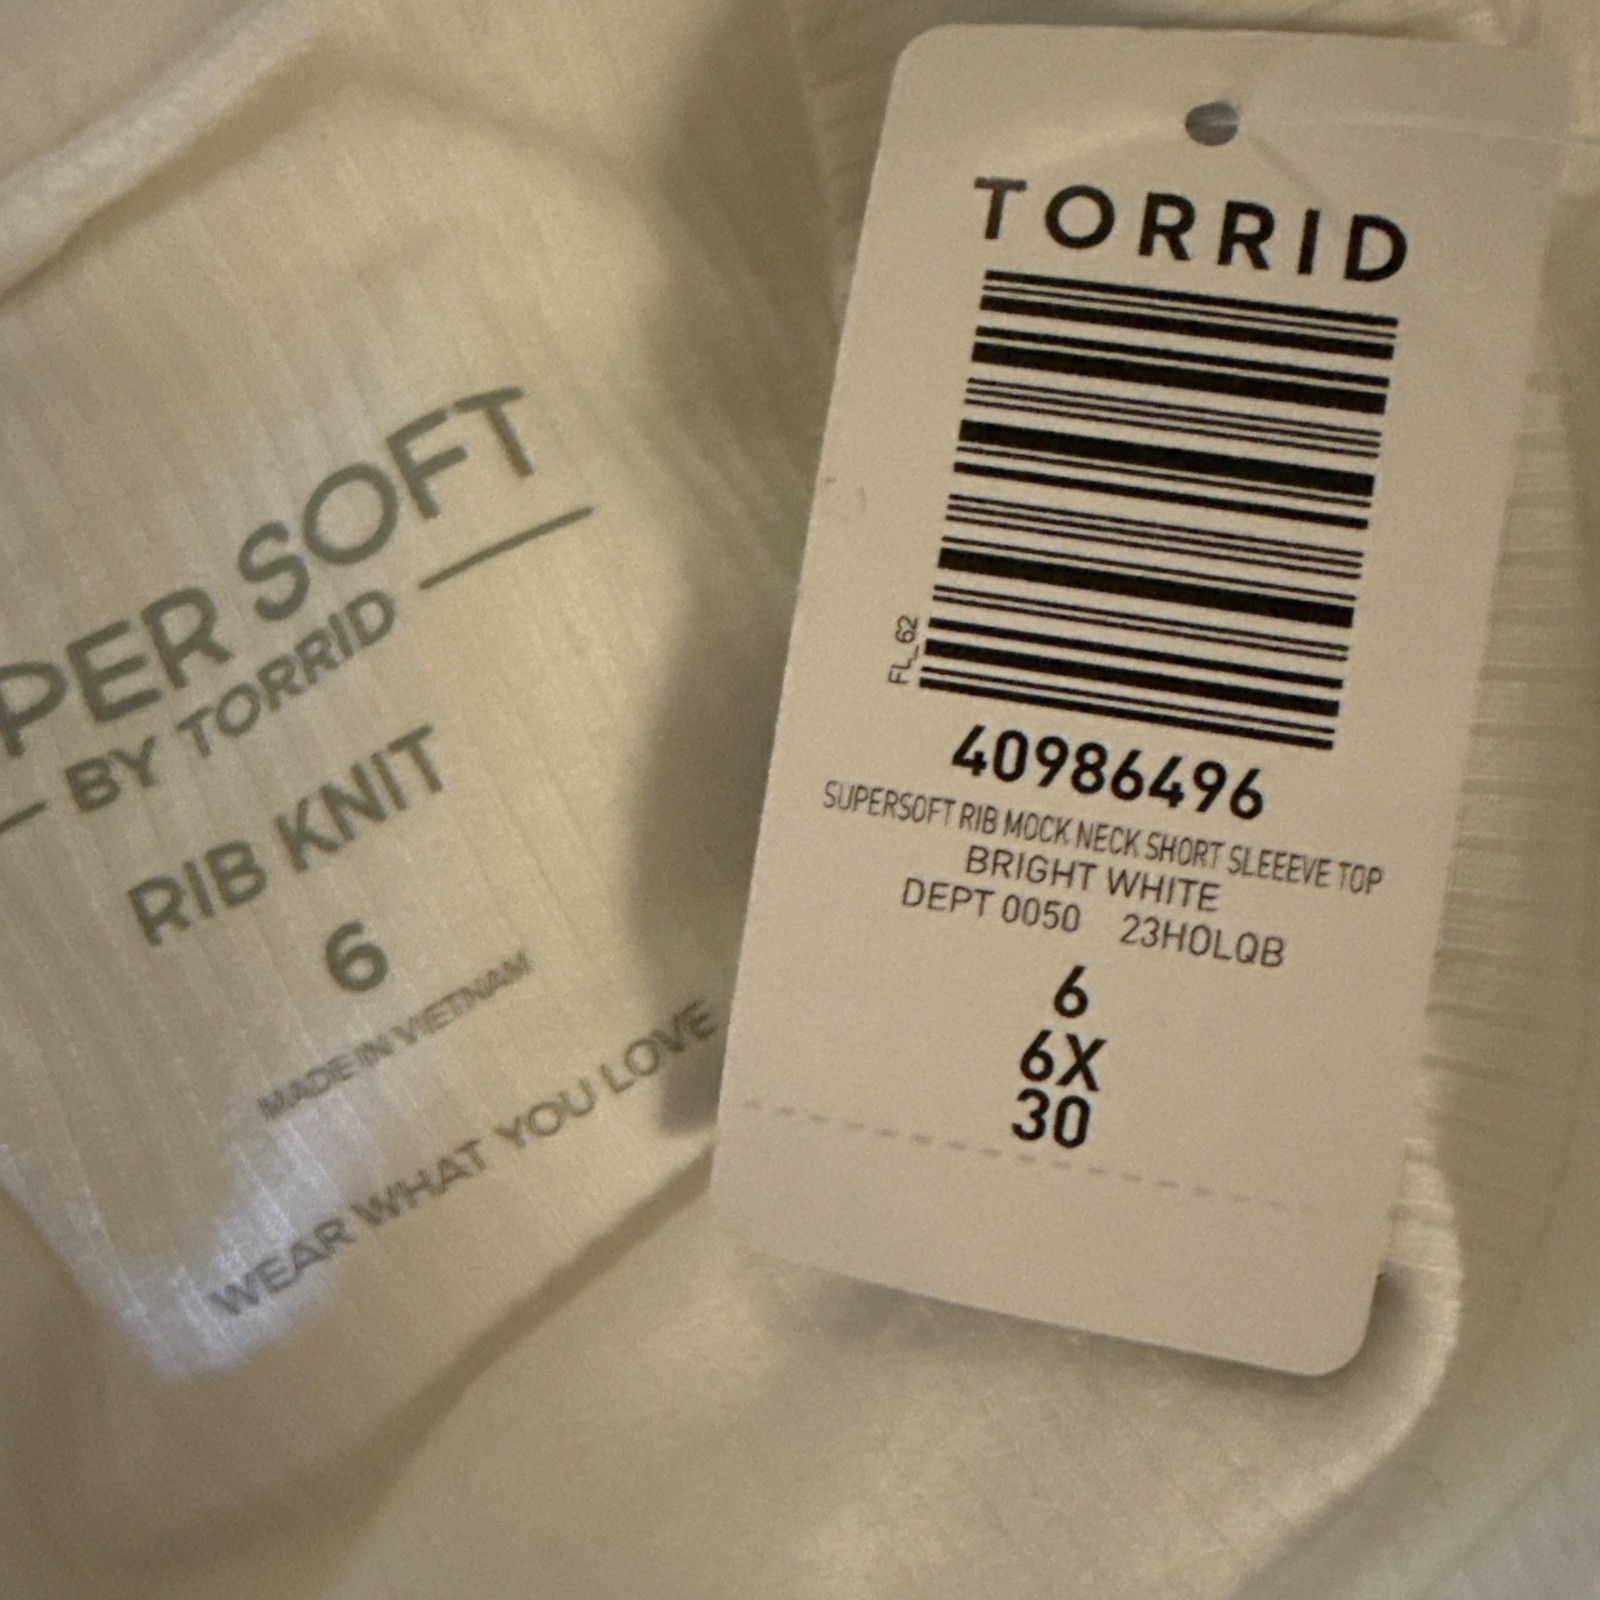 PER SOFT
BY TORRID
RIB KNIT
6
MADE IN VIETNAM
WEAR WHAT YOU LOVE
TORRID
FL_62
40986496
SUPERSOFT RIB MOCK NECK SHORT SLEEEVE TOP
BRIGHT WHITE
DEPT 0050 23HOLQB
6
6X
30